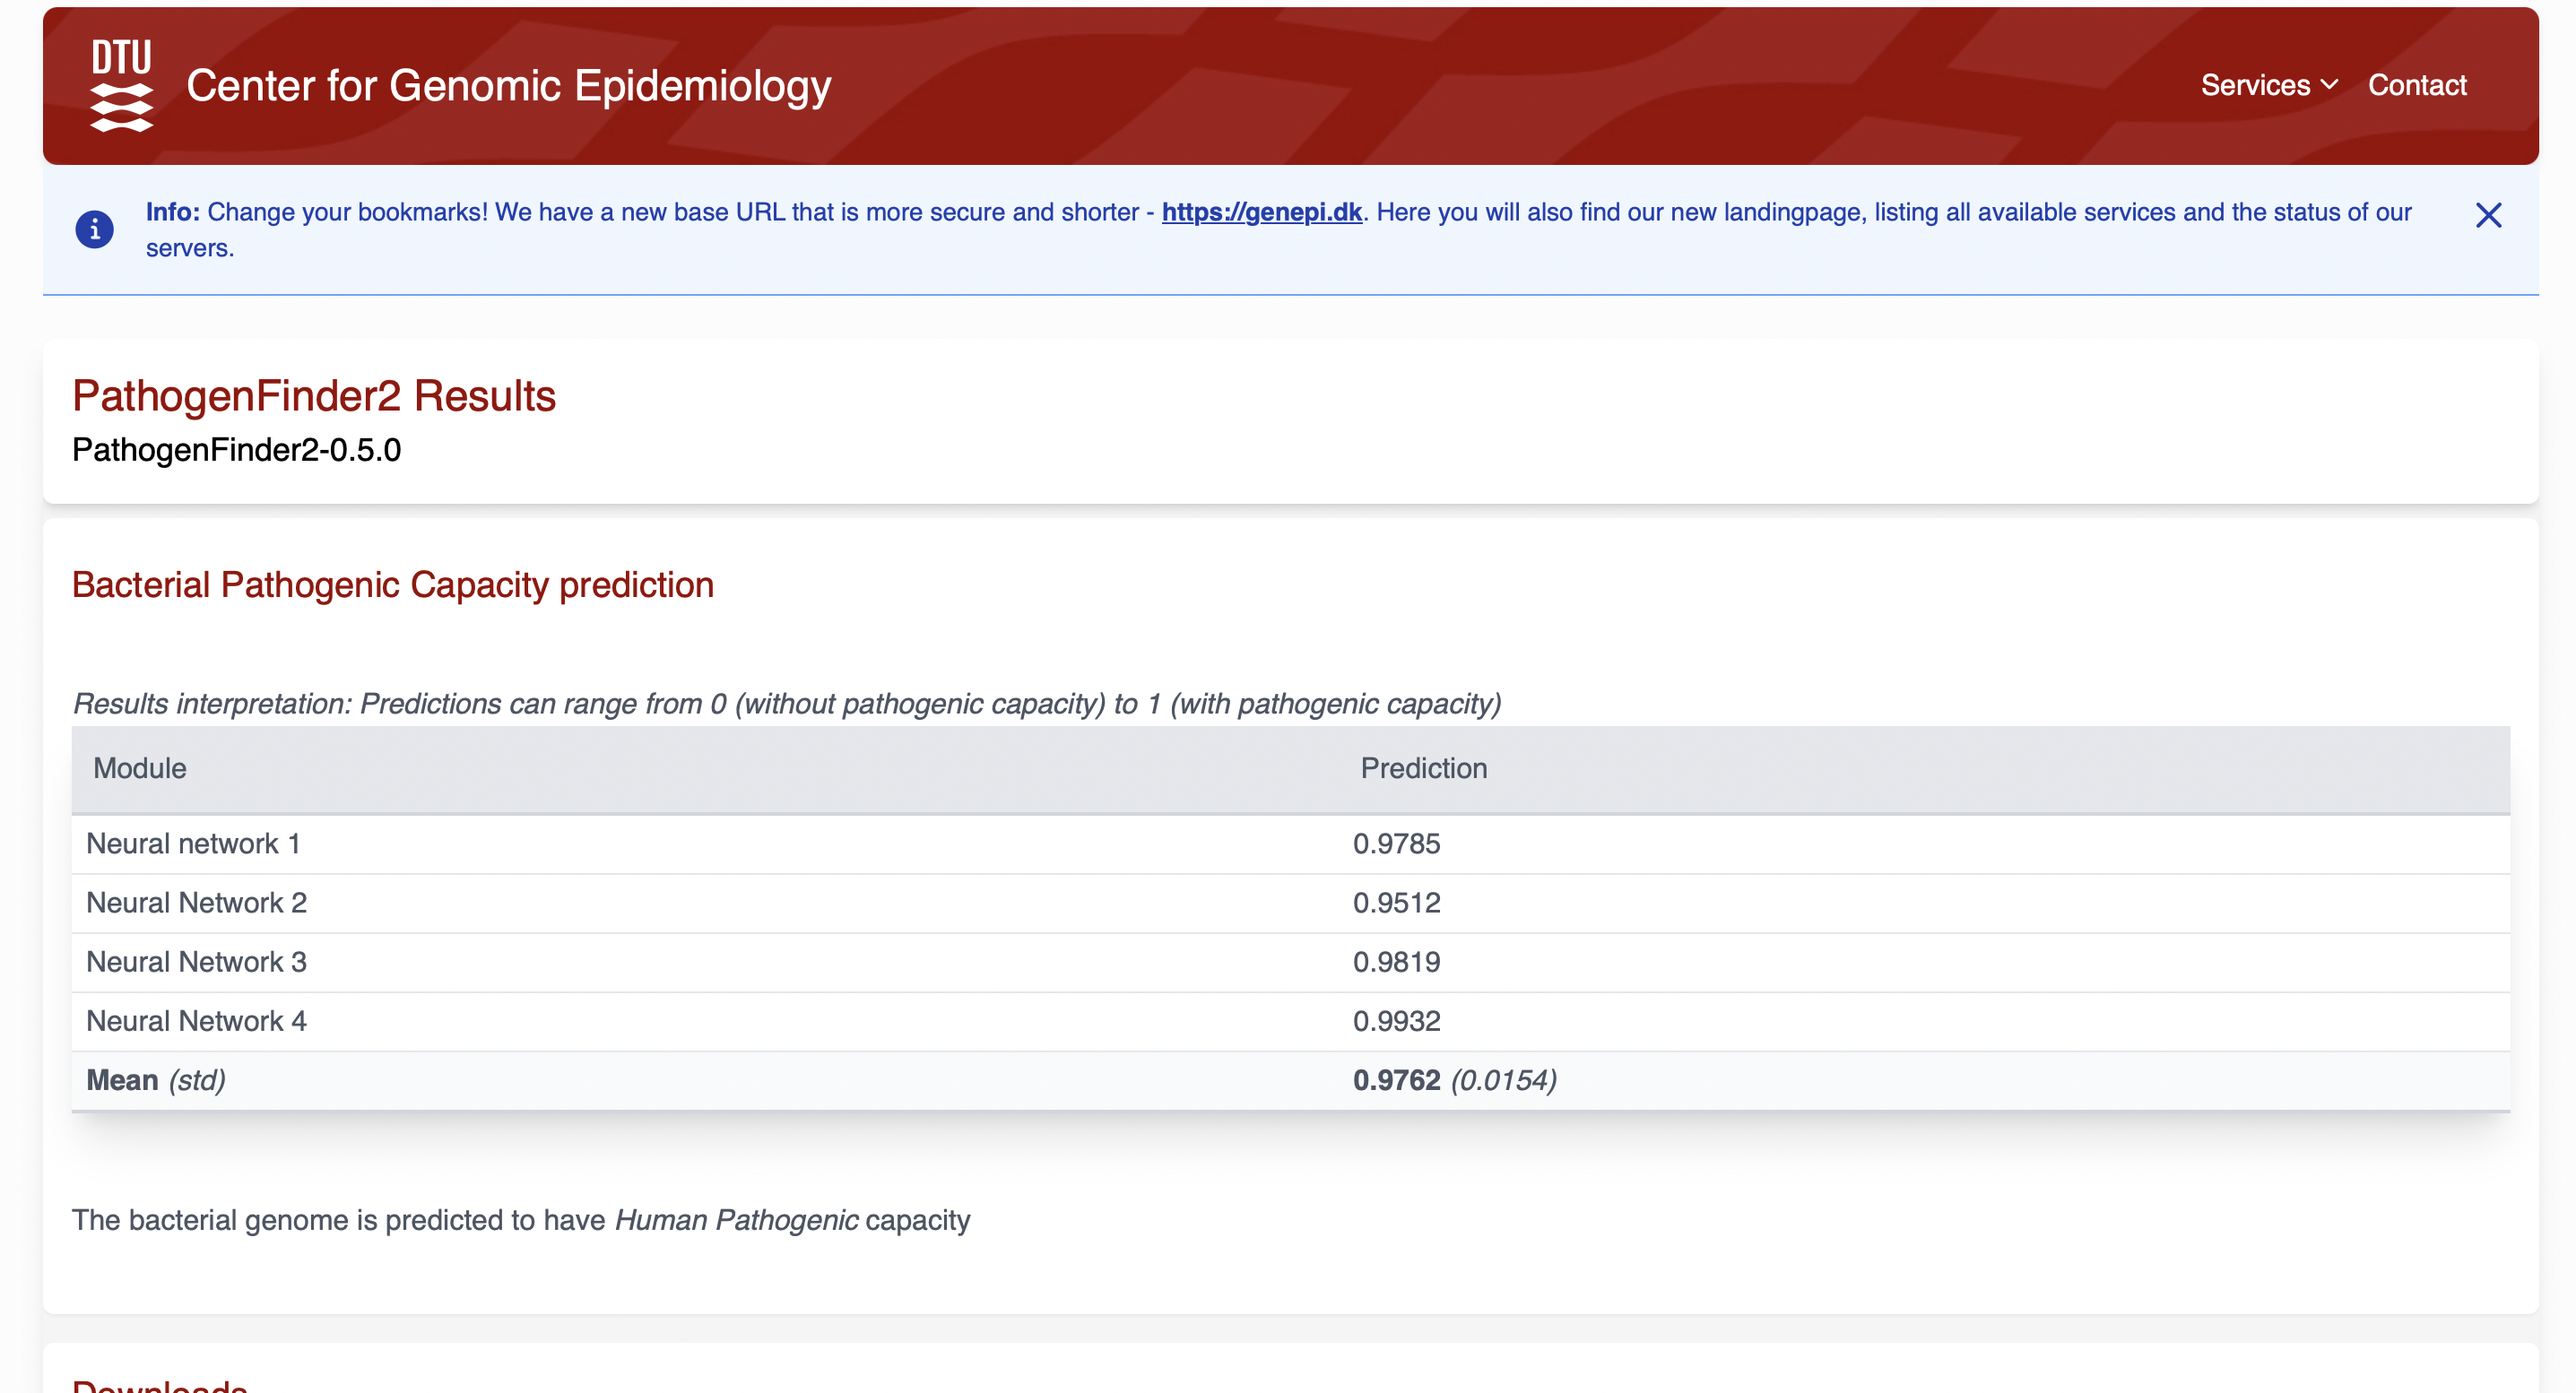 DTU
Center for Genomic Epidemiology
Services
Contact
Info: Change your bookmarks! We have a new base URL that is more secure and shorter - https://genepi.dk. Here you will also find our new landingpage, listing all available services and the status of our
servers.
PathogenFinder2 Results
PathogenFinder2-0.5.0
Bacterial Pathogenic Capacity prediction
Results interpretation: Predictions can range from 0 (without pathogenic capacity) to 1 (with pathogenic capacity)
Module Prediction
Neural network 1 0.9785
Neural Network 2 0.9512
Neural Network 3 0.9819
Neural Network 4 0.9932
Mean (std) 0.9762 (0.0154)
The bacterial genome is predicted to have Human Pathogenic capacity
Downloads